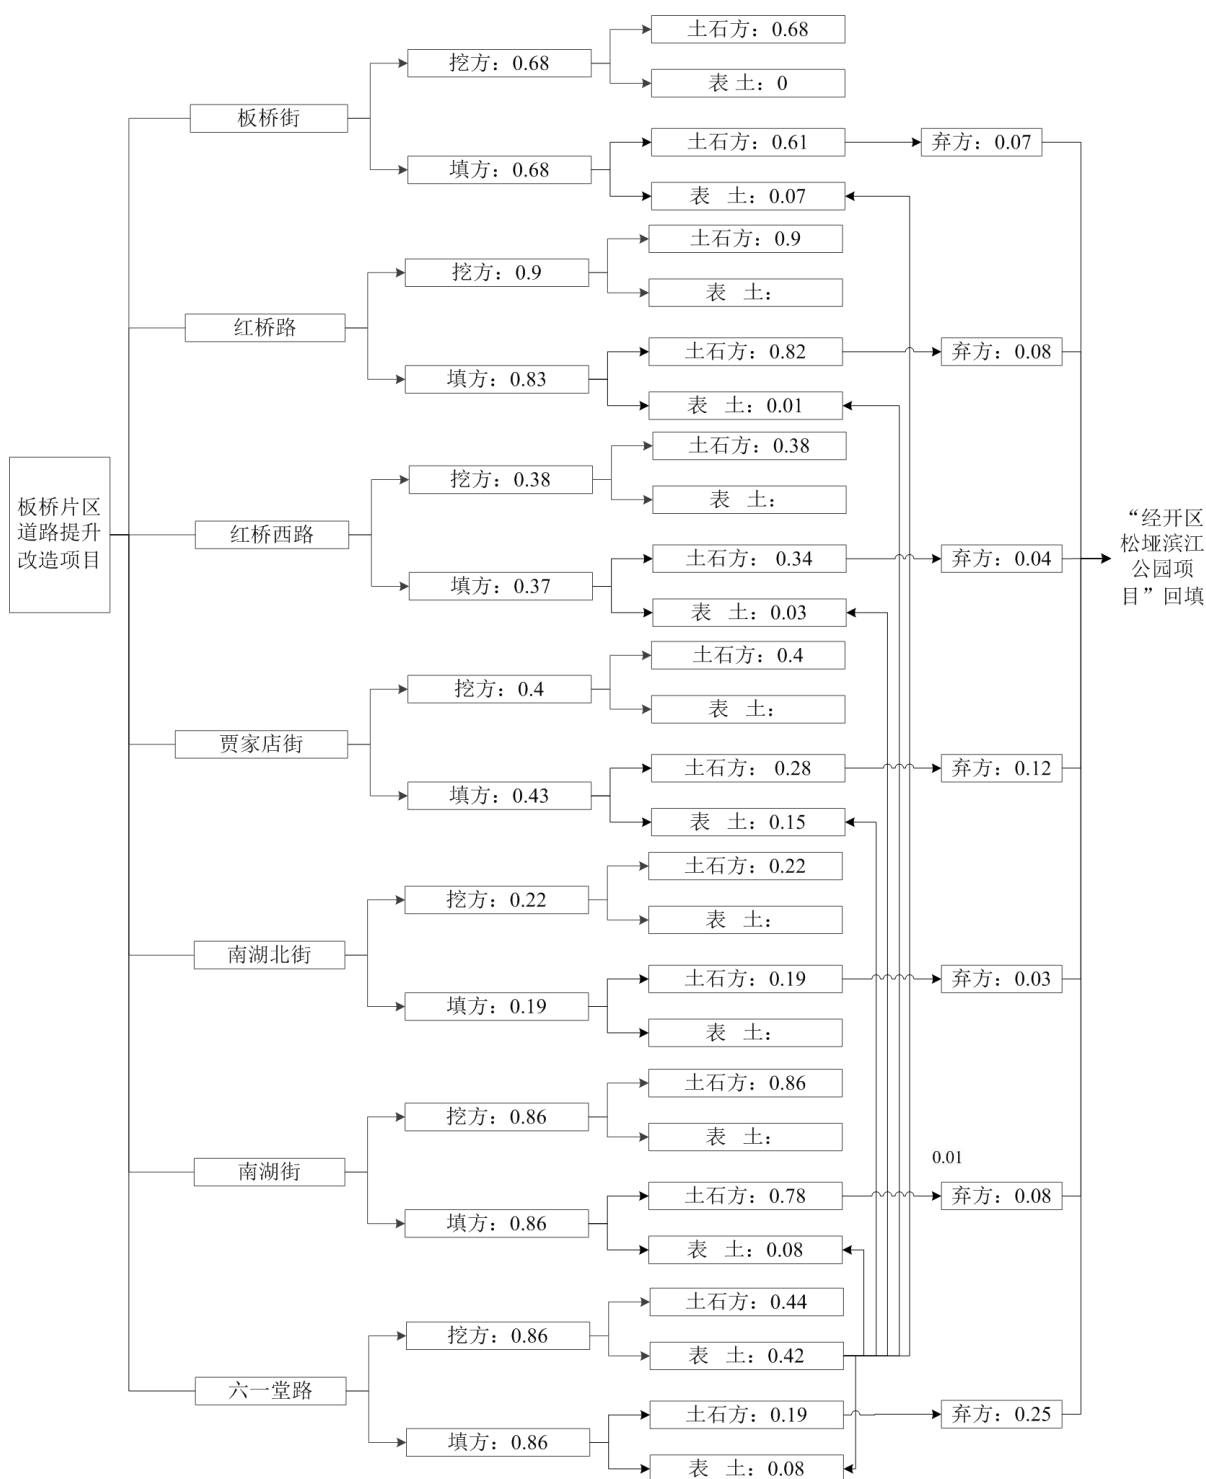 板桥片区
道路提升
改造项目
板桥街
挖方：0.68
土石方：0.68
表 土：0
填方：0.68
土石方：0.61
弃方：0.07
表 土：0.07
红桥路
挖方：0.9
土石方：0.9
表 土：
填方：0.83
土石方：0.82
弃方：0.08
表 土：0.01
红桥西路
挖方：0.38
土石方：0.38
表 土：
填方：0.37
土石方：0.34
弃方：0.04
表 土：0.03
贾家店街
挖方：0.4
土石方：0.4
表 土：
填方：0.43
土石方：0.28
弃方：0.12
表 土：0.15
南湖北街
挖方：0.22
土石方：0.22
表 土：
填方：0.19
土石方：0.19
弃方：0.03
表 土：
南湖街
挖方：0.86
土石方：0.86
表 土：
填方：0.86
土石方：0.78
0.01
弃方：0.08
表 土：0.08
六一堂路
挖方：0.86
土石方：0.44
表 土：0.42
填方：0.86
土石方：0.19
弃方：0.25
表 土：0.08
“经开区
松垭滨江
公园项
目”回填